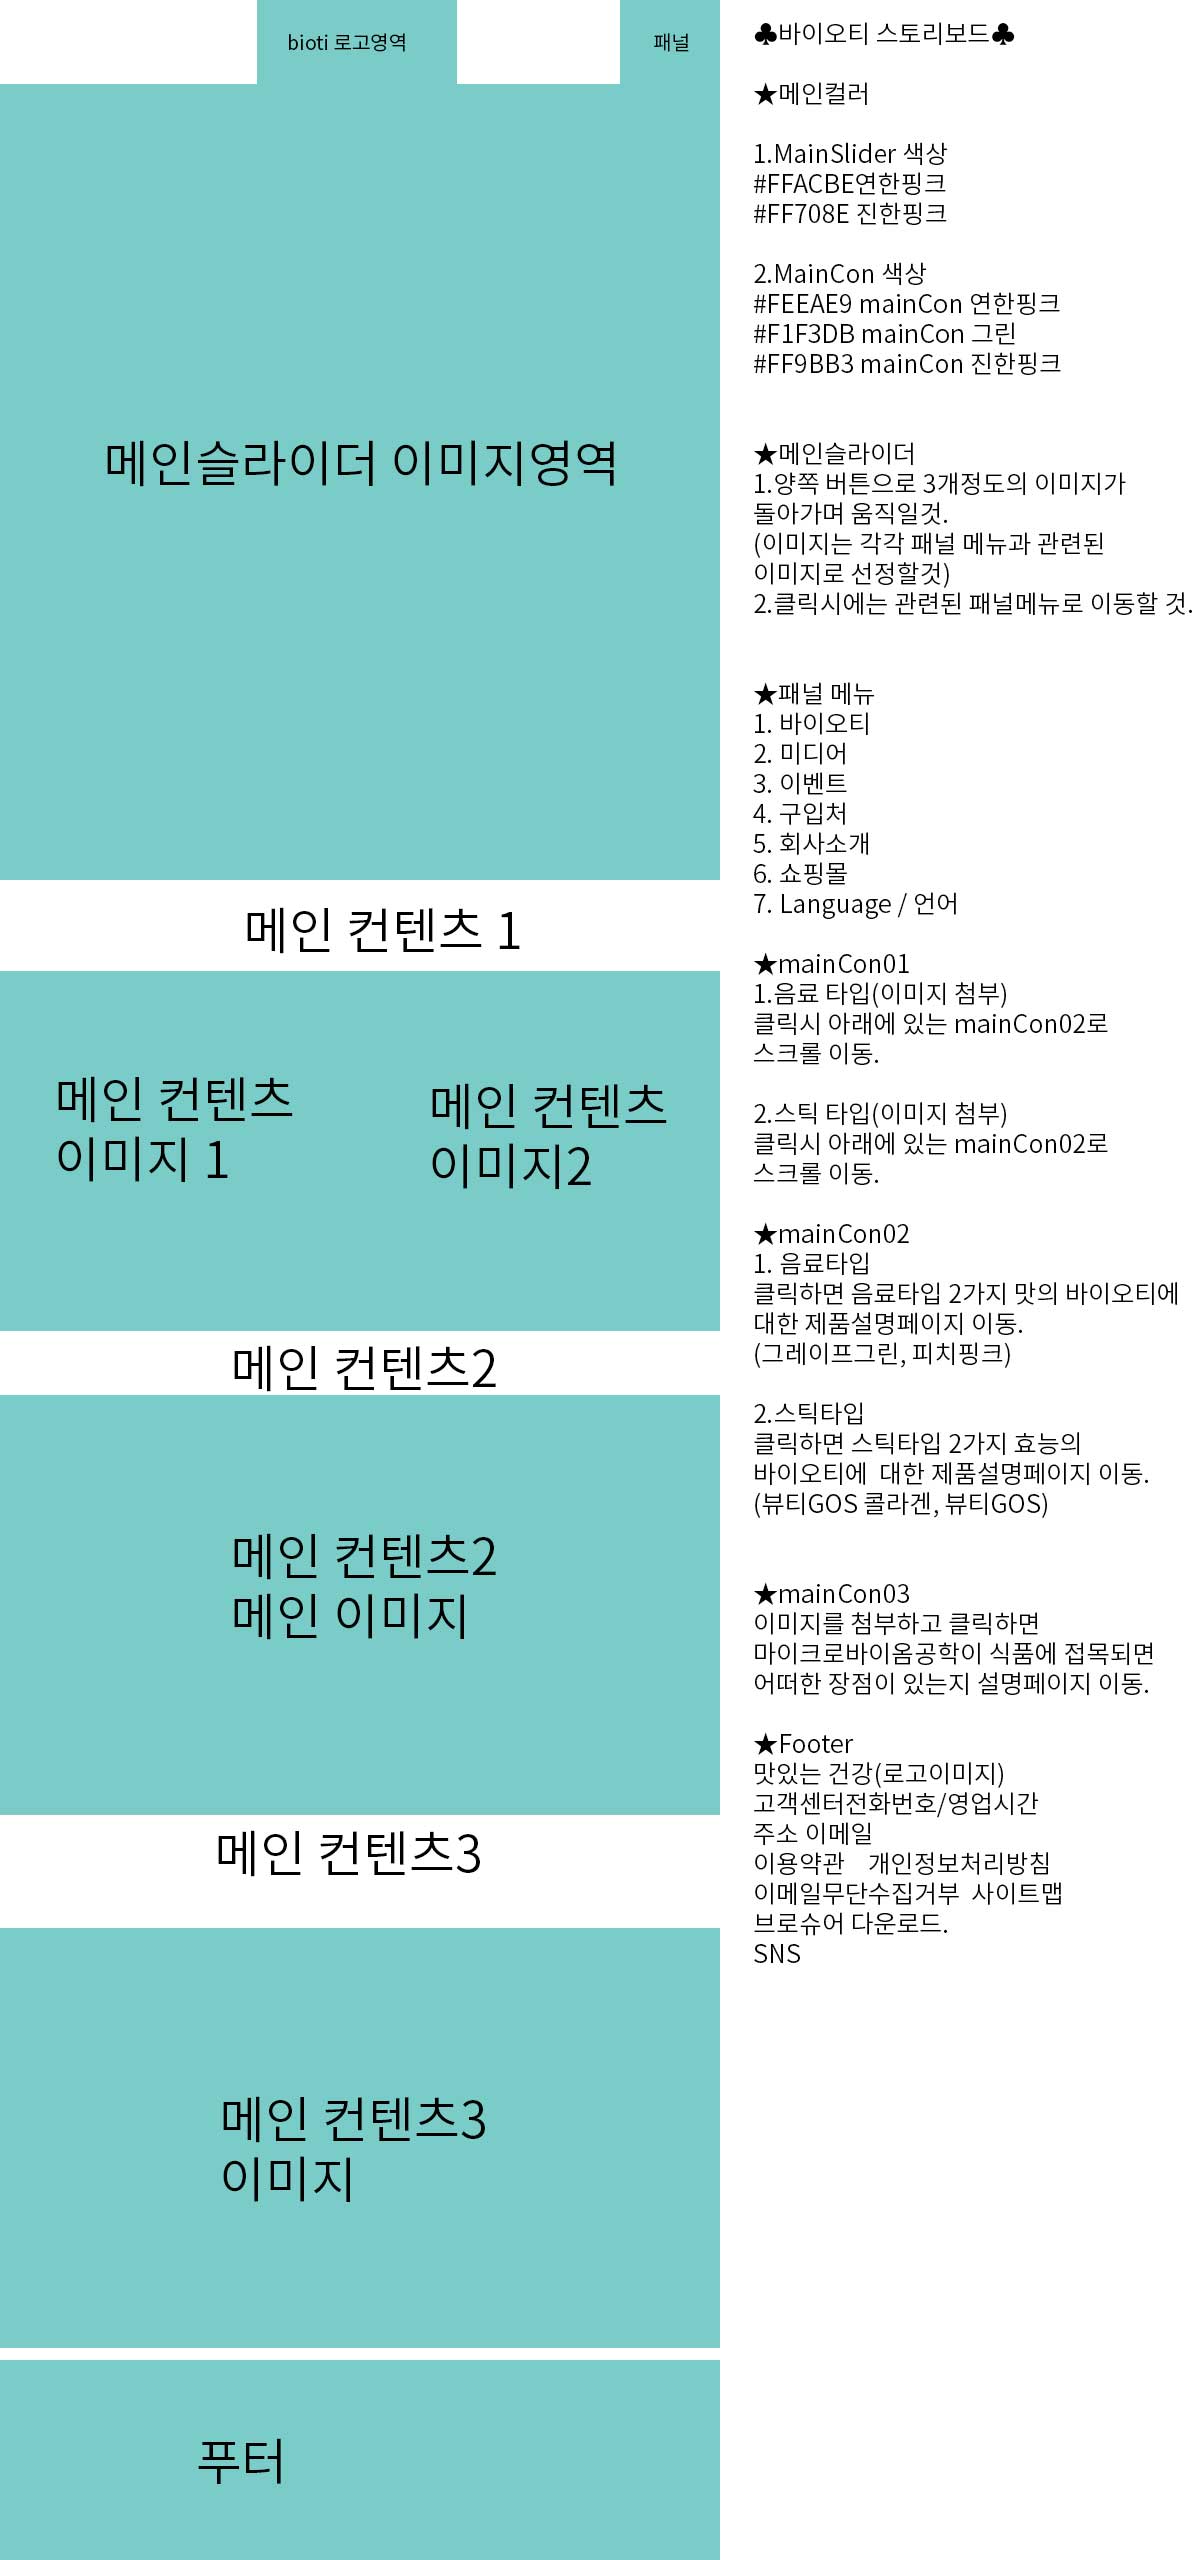 bioti 로고영역
패널
메인슬라이더 이미지영역
메인 컨텐츠 1
메인 컨텐츠
이미지 1
메인 컨텐츠
이미지2
메인 컨텐츠2
메인 컨텐츠2
메인 이미지
메인 컨텐츠3
메인 컨텐츠3
이미지
푸터
♣바이오티 스토리보드♣
★메인컬러
1.MainSlider 색상
#FFACBE연한핑크
#FF708E 진한핑크
2.MainCon 색상
#FEEAE9 mainCon 연한핑크
#F1F3DB mainCon 그린
#FF9BB3 mainCon 진한핑크
★메인슬라이더
1.양쪽 버튼으로 3개정도의 이미지가
돌아가며 움직일것.
(이미지는 각각 패널 메뉴과 관련된
이미지로 선정할것)
2.클릭시에는 관련된 패널메뉴로 이동할 것.
★패널 메뉴
1. 바이오티
2. 미디어
3. 이벤트
4. 구입처
5. 회사소개
6. 쇼핑몰
7. Language / 언어
★mainCon01
1.음료 타입(이미지 첨부)
클릭시 아래에 있는 mainCon02로
스크롤 이동.
2.스틱 타입(이미지 첨부)
클릭시 아래에 있는 mainCon02로
스크롤 이동.
★mainCon02
1. 음료타입
클릭하면 음료타입 2가지 맛의 바이오티에
대한 제품설명페이지 이동.
(그레이프그린, 피치핑크)
2.스틱타입
클릭하면 스틱타입 2가지 효능의
바이오티에  대한 제품설명페이지 이동.
(뷰티GOS 콜라겐, 뷰티GOS)
★mainCon03
이미지를 첨부하고 클릭하면
마이크로바이옴공학이 식품에 접목되면
어떠한 장점이 있는지 설명페이지 이동.
★Footer
맛있는 건강(로고이미지)
고객센터전화번호/영업시간
주소 이메일
이용약관    개인정보처리방침
이메일무단수집거부  사이트맵
브로슈어 다운로드.
SNS